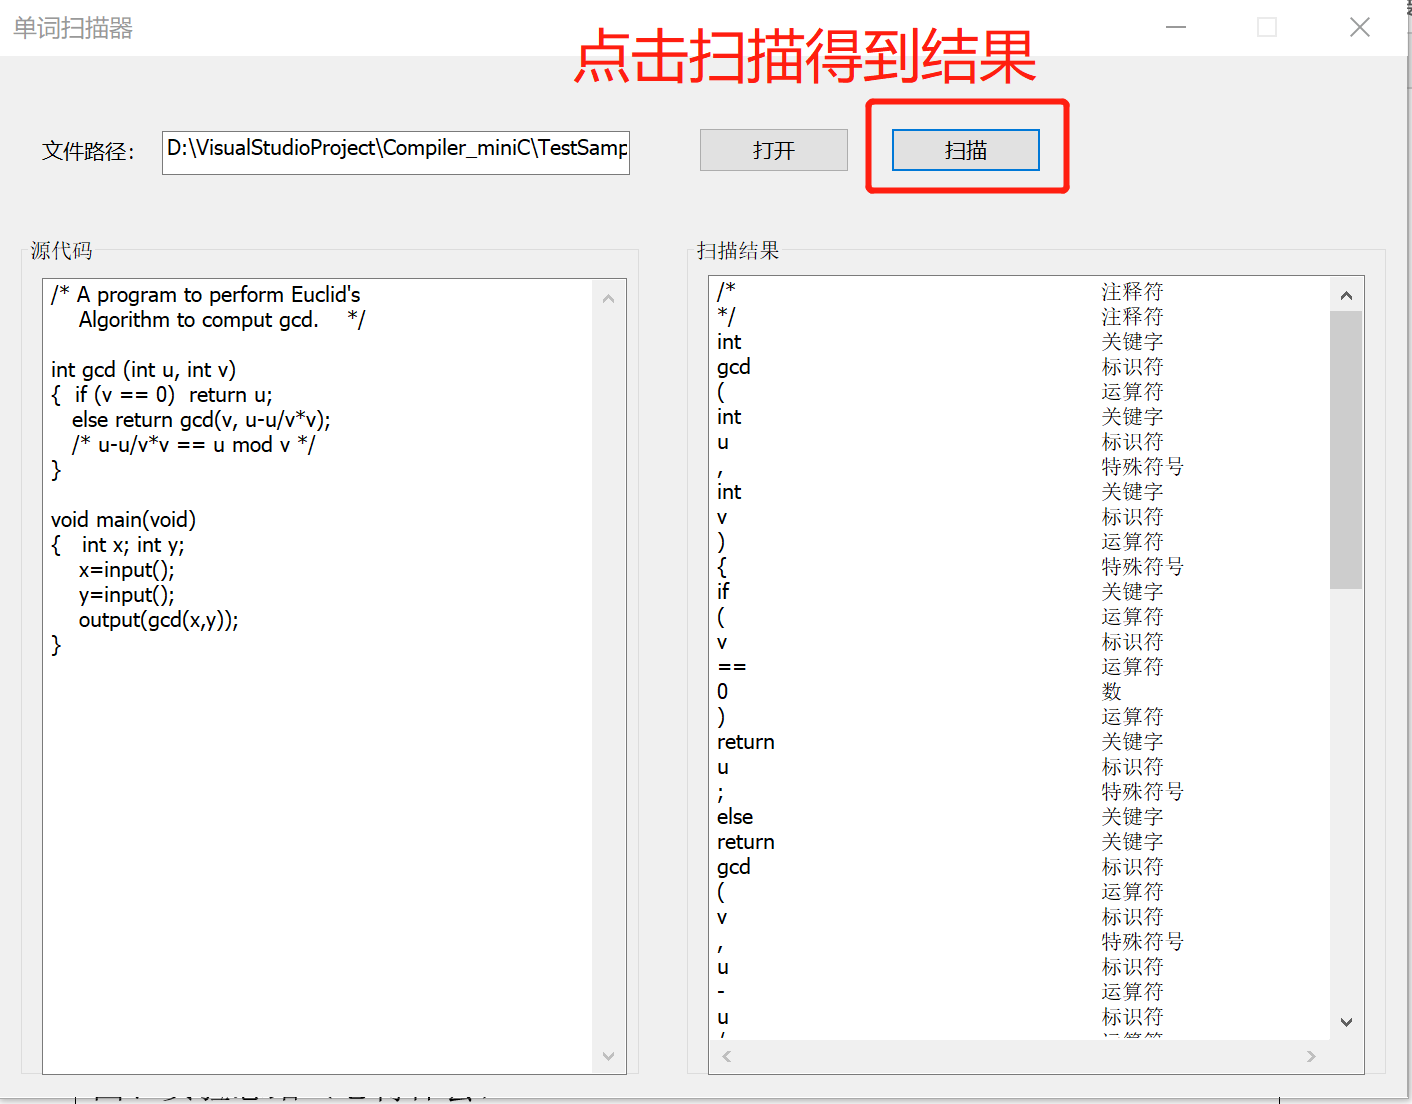 单词扫描器
点击扫描得到结果
文件路径：
D:\VisualStudioProject\Compiler_miniC\TestSamp
打开
扫描
源代码
/* A program to perform Euclid's
Algorithm to comput gcd. */
int gcd (int u, int v)
{ if (v == 0) return u;
else return gcd(v, u-u/v*v);
/* u-u/v*v == u mod v */
}
void main(void)
{ int x; int y;
x=input();
y=input();
output(gcd(x,y));
}
扫描结果
/* 注释符
*/ 注释符
int 关键字
gcd 标识符
( 运算符
int 关键字
u 标识符
, 特殊符号
int 关键字
v 标识符
) 运算符
{ 特殊符号
if 关键字
( 运算符
v 标识符
== 运算符
0 数
) 运算符
return 关键字
u 标识符
; 特殊符号
else 关键字
return 关键字
gcd 标识符
( 运算符
v 标识符
, 特殊符号
u 标识符
- 运算符
u 标识符
/ 运算符